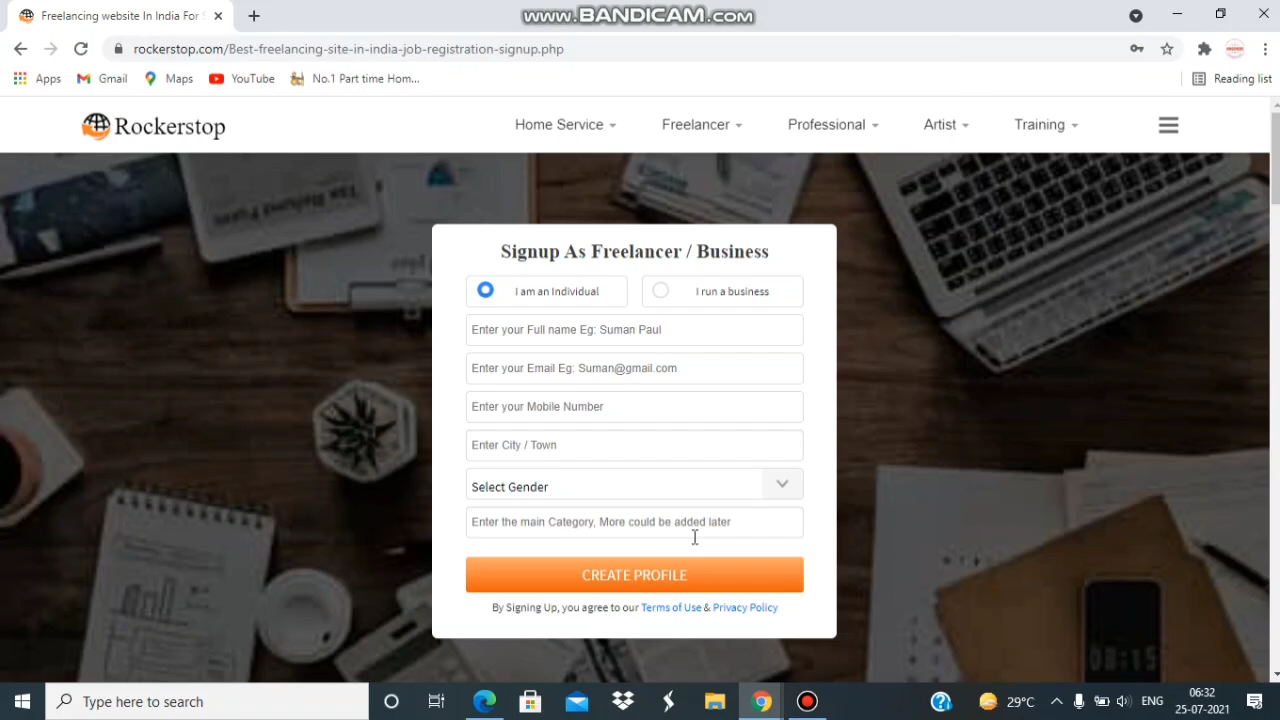 www.BANDICAM.com
Freelancing website In India For S
rockerstop.com/Best-freelancing-site-in-india-job-registration-signup.php
Apps Gmail Maps YouTube No.1 Part time Hom... Reading list
Rockerstop Home Service Freelancer Professional Artist Training
Signup As Freelancer / Business
I am an Individual I run a business
Enter your Full name Eg: Suman Paul
Enter your Email Eg: Suman@gmail.com
Enter your Mobile Number
Enter City / Town
Select Gender
Enter the main Category, More could be added later
CREATE PROFILE
By Signing Up, you agree to our Terms of Use & Privacy Policy
Type here to search 29°C ENG 06:32
25-07-2021